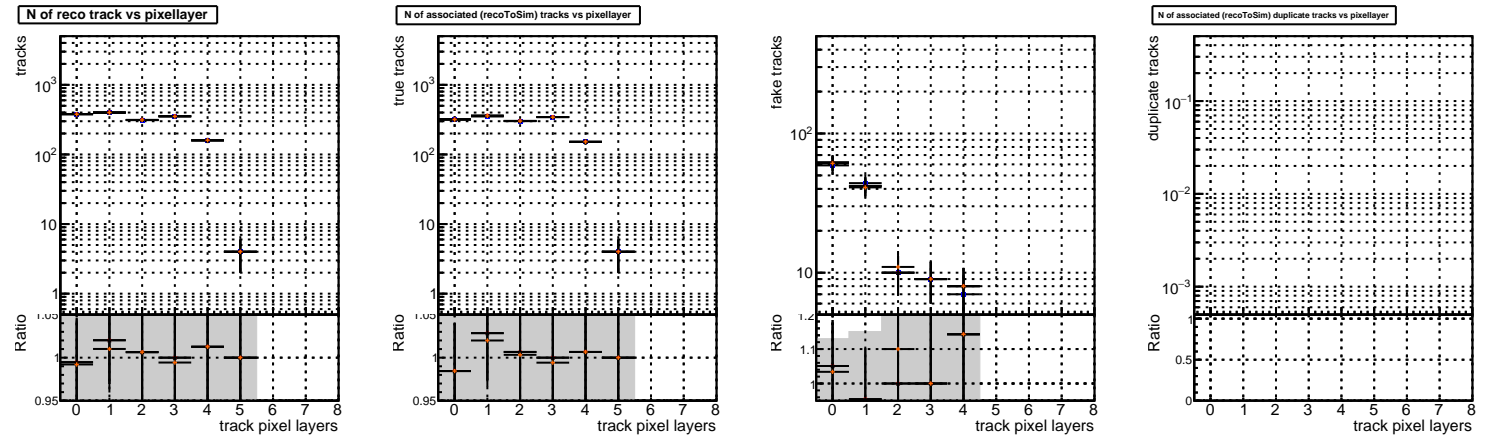 N of reco track vs pixellayer
tracks
10³
10²
10
1
Ratio
1.05
1
0.95
0 1 2 3 4 5 6 7 8
track pixel layers
N of associated (recoToSim) tracks vs pixellayer
true tracks
10³
10²
10
1
Ratio
1.05
1
0.95
0 1 2 3 4 5 6 7 8
track pixel layers
fake tracks
10²
10
Ratio
1.2
1.1
1
0 1 2 3 4 5 6 7 8
track pixel layers
N of associated (recoToSim) duplicate tracks vs pixellayer
duplicate tracks
10⁻¹
10⁻²
10⁻³
Ratio
1
0.5
0
0 1 2 3 4 5 6 7 8
track pixel layers